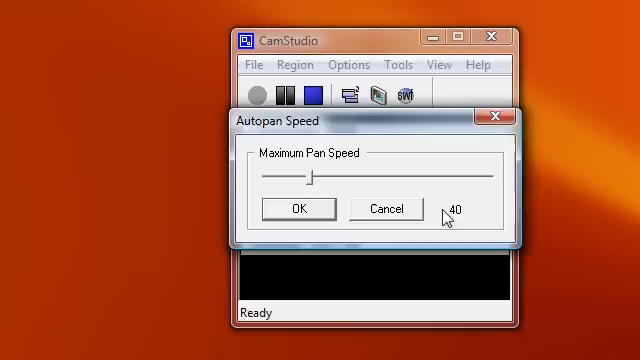 CamStudio
File Region Options Tools View Help
swf
Autopan Speed
Maximum Pan Speed
OK Cancel 40
Ready